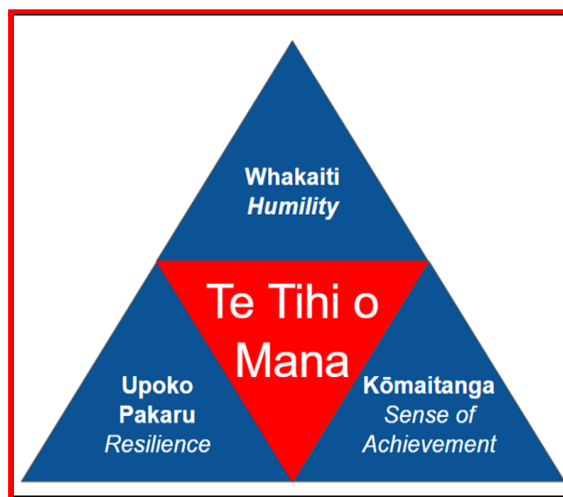 Whakaiti
Humility
Te Tihi o
Mana
Upoko
Pakaru
Resilience
Kōmaitanga
Sense of
Achievement